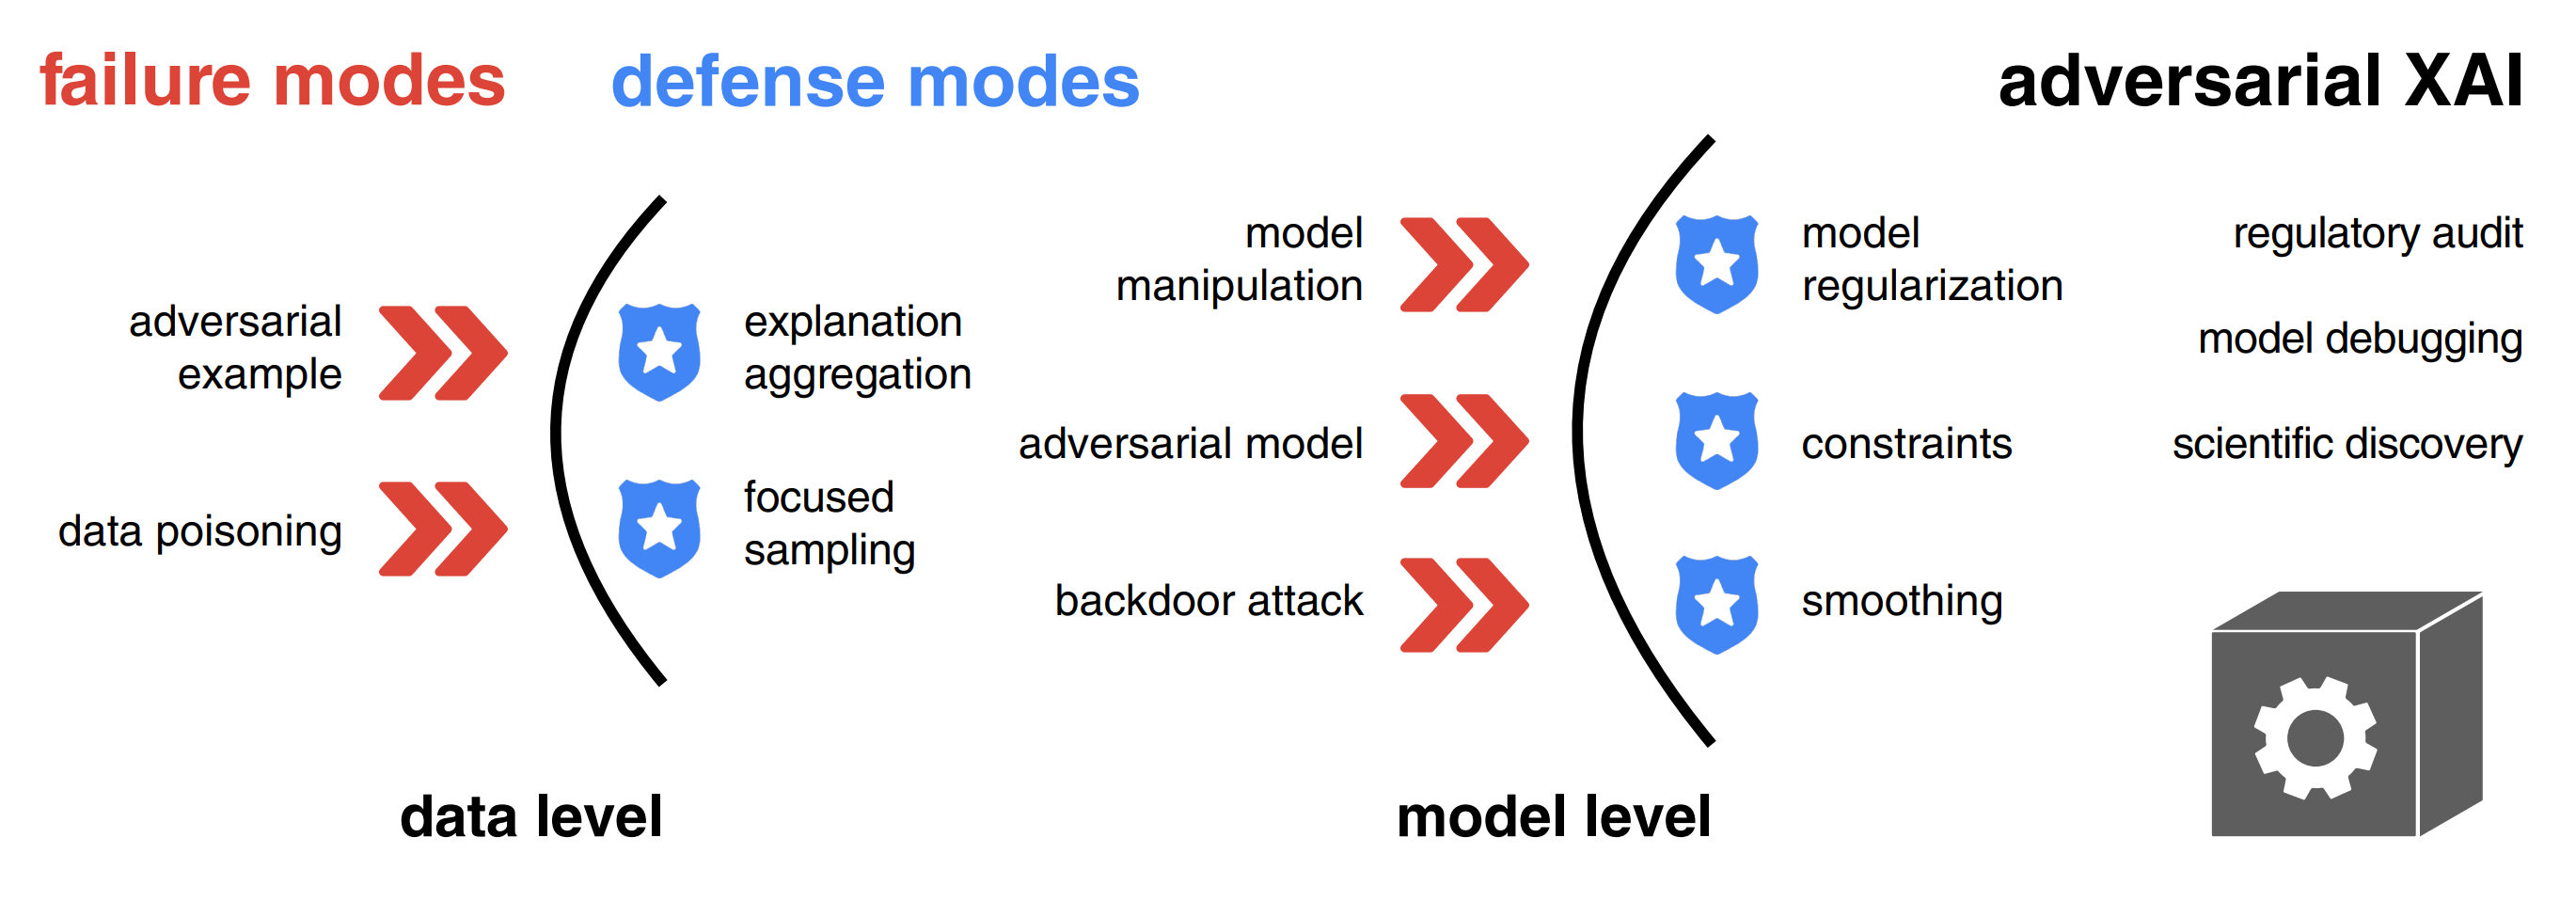 failure modes
defense modes
adversarial XAI
adversarial
example
explanation
aggregation
data poisoning
focused
sampling
data level
model
manipulation
model
regularization
adversarial model
constraints
backdoor attack
smoothing
model level
regulatory audit
model debugging
scientific discovery